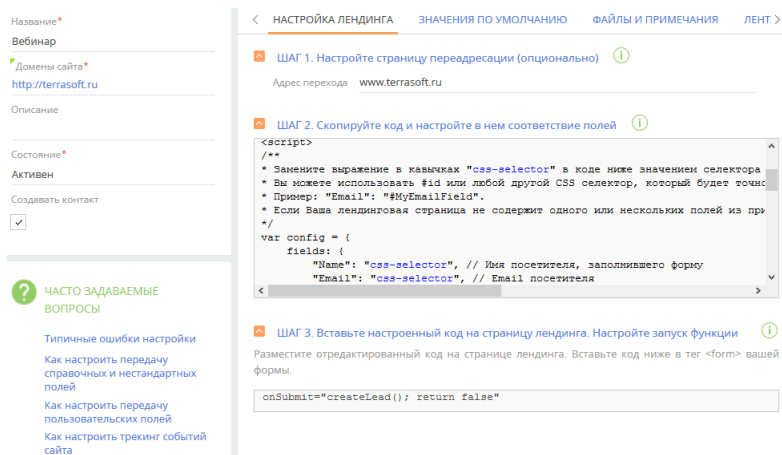 Название*
Вебинар
Домены сайта*
http://terrasoft.ru
Описание
Состояние*
Активен
Создавать контакт
ЧАСТО ЗАДАВАЕМЫЕ
ВОПРОСЫ
Типичные ошибки настройки
Как настроить передачу
справочных и нестандартных
полей
Как настроить передачу
пользовательских полей
Как настроить трекинг событий
сайта
НАСТРОЙКА ЛЕНДИНГА ЗНАЧЕНИЯ ПО УМОЛЧАНИЮ ФАЙЛЫ И ПРИМЕЧАНИЯ ЛЕНТ
ШАГ 1. Настройте страницу переадресации (опционально)
Адрес перехода www.terrasoft.ru
ШАГ 2. Скопируйте код и настройте в нем соответствие полей
<script>
/**
* Замените выражение в кавычках "css-selector" в коде ниже значением селектора
* Вы можете использовать #id или любой другой CSS селектор, который будет точно
* Пример: "Email": "#MyEmailField".
* Если Ваша лендинговая страница не содержит одного или нескольких полей из при
*/
var config = {
fields: {
"Name": "css-selector", // Имя посетителя, заполнившего форму
"Email": "css-selector", // Email посетителя
ШАГ 3. Вставьте настроенный код на страницу лендинга. Настройте запуск функции
Разместите отредактированный код на странице лендинга. Вставьте код ниже в тег <form> вашей
формы.
onSubmit="createLead(); return false"